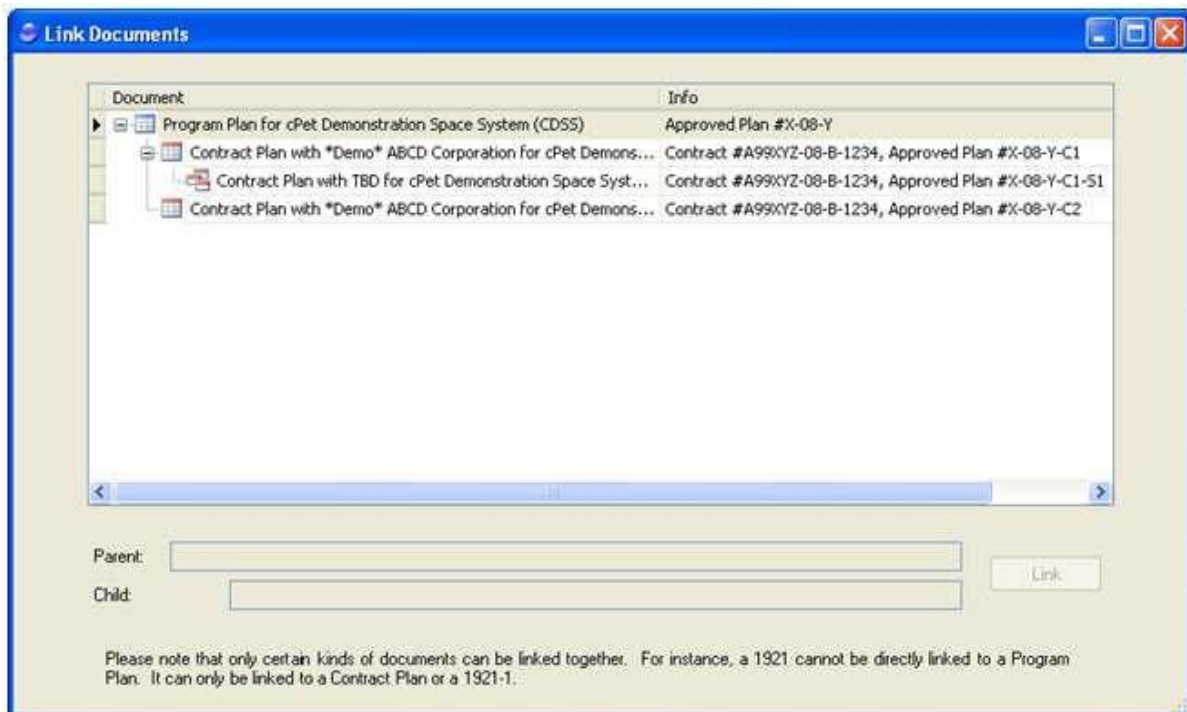 Link Documents
Document Info
Program Plan for cPet Demonstration Space System (CDSS) Approved Plan #X-08-Y
Contract Plan with *Demo* ABCD Corporation for cPet Demons... Contract #A99XYZ-08-B-1234, Approved Plan #X-08-Y-C1
Contract Plan with TBD for cPet Demonstration Space Syst... Contract #A99XYZ-08-B-1234, Approved Plan #X-08-Y-C1-S1
Contract Plan with *Demo* ABCD Corporation for cPet Demons... Contract #A99XYZ-08-B-1234, Approved Plan #X-08-Y-C2
Parent:
Link
Child:
Please note that only certain kinds of documents can be linked together. For instance, a 1921 cannot be directly linked to a Program
Plan. It can only be linked to a Contract Plan or a 1921-1.